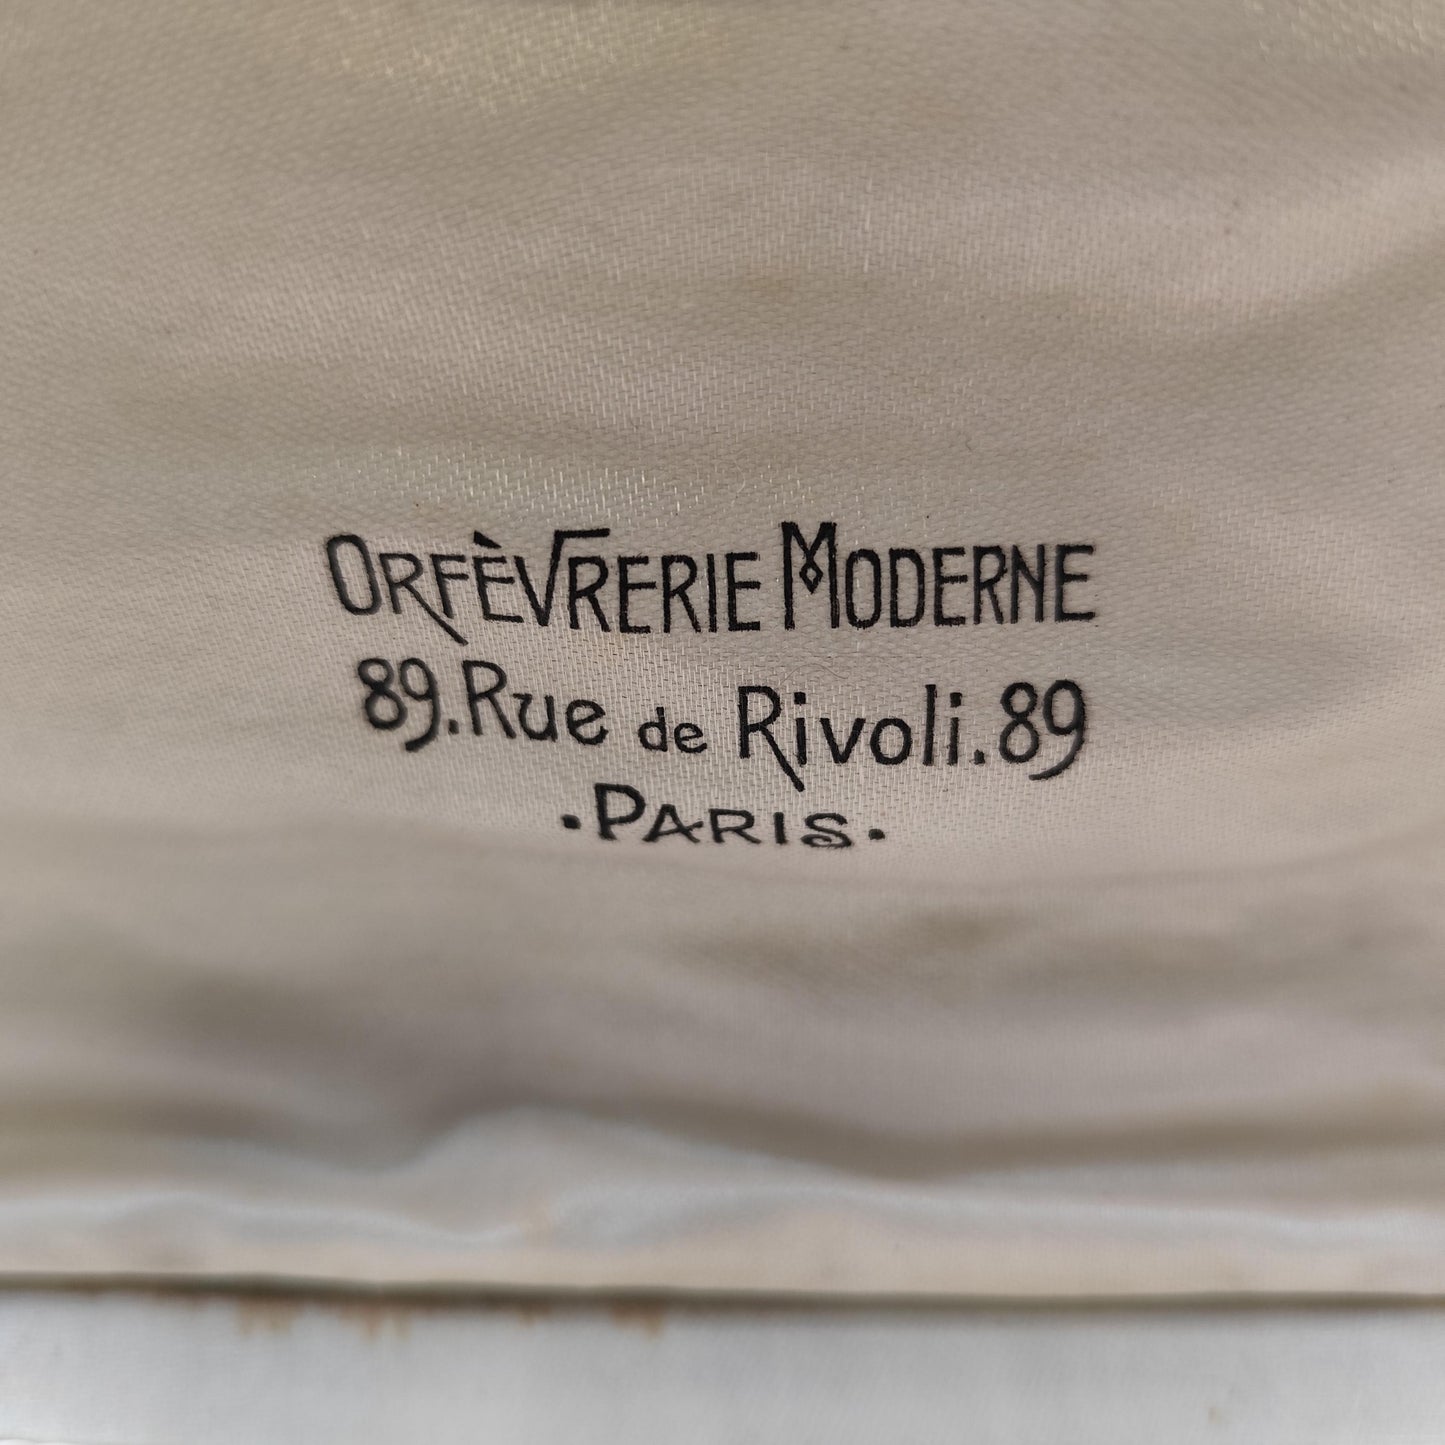 ORFÈVRERIE MODERNE
89.Rue de Rivoli.89
·PARIS·